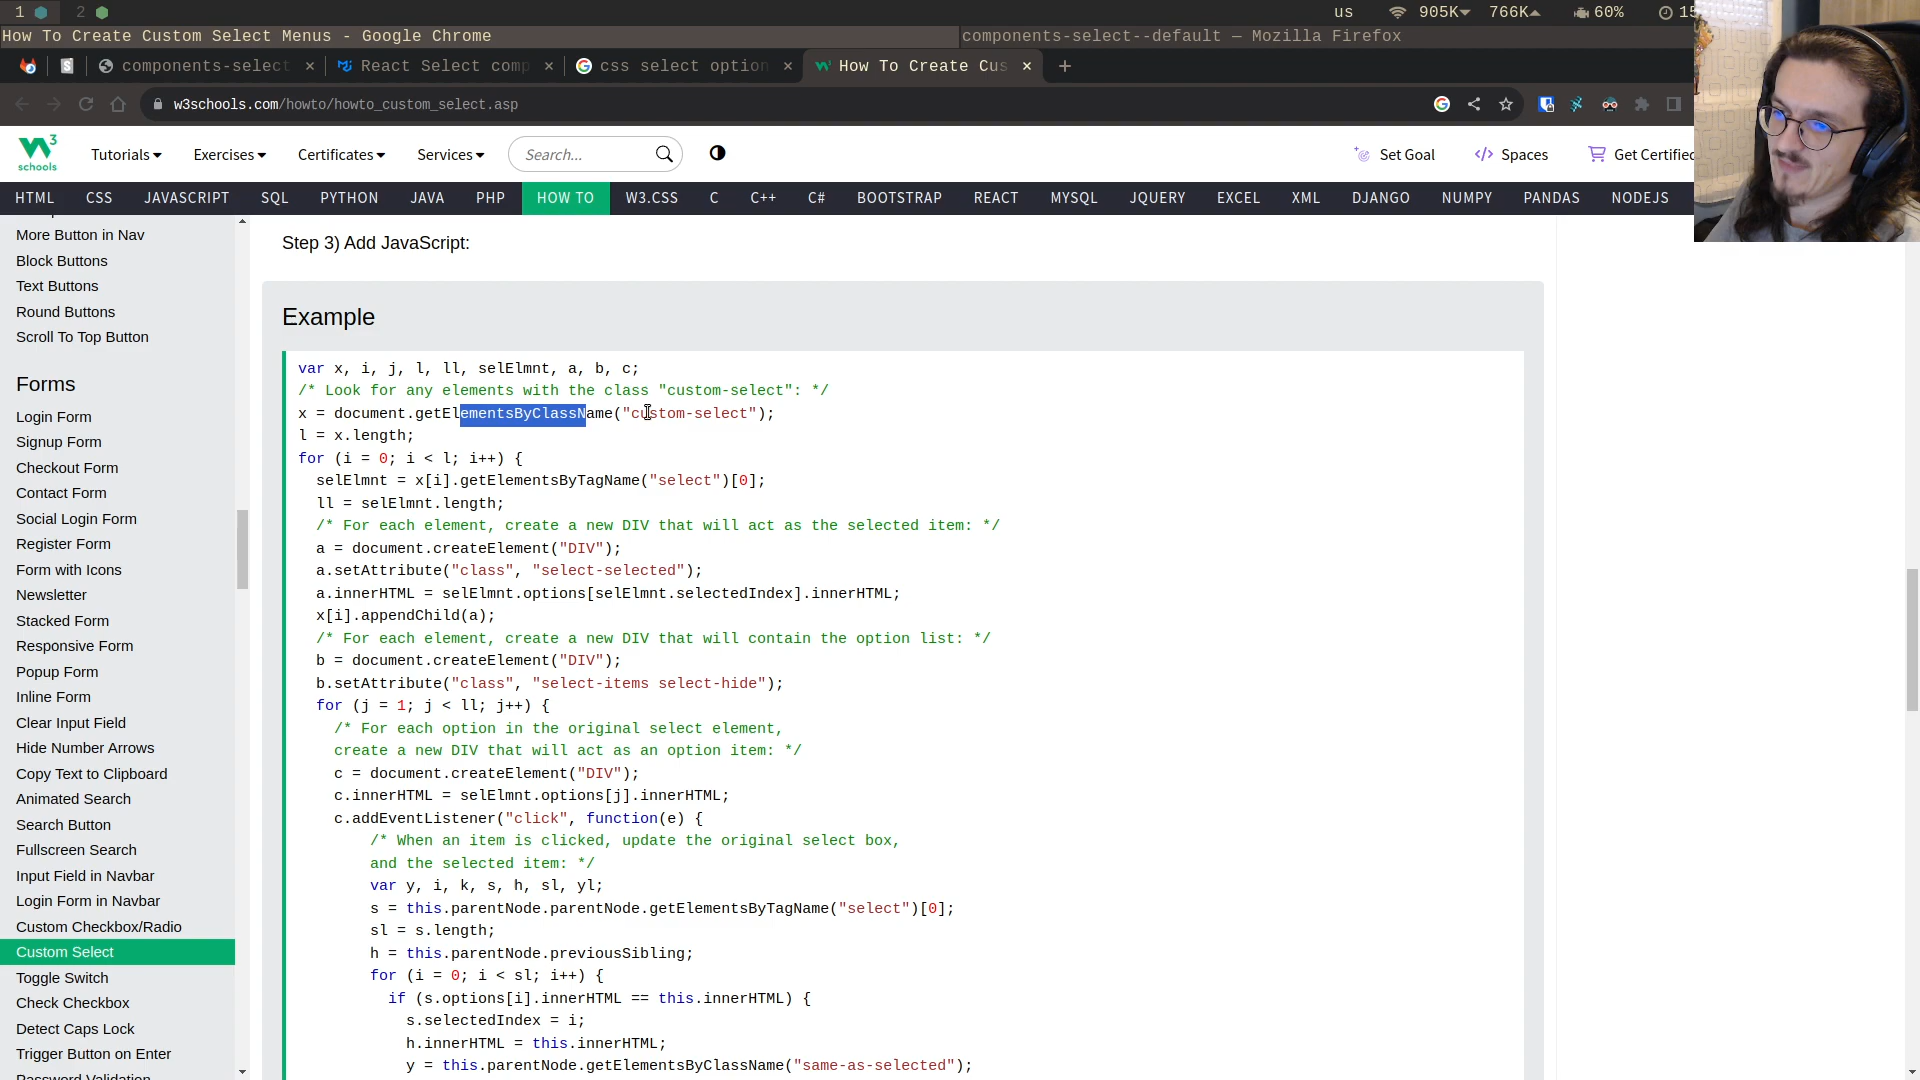 1 2 us 905K 766K 60% 15
How To Create Custom Select Menus - Google Chrome components-select--default — Mozilla Firefox
components-select React Select comp css select option How To Create Cus
w3schools.com/howto/howto_custom_select.asp
W3 schools Tutorials Exercises Certificates Services Search... Set Goal Spaces Get Certified
HTML CSS JAVASCRIPT SQL PYTHON JAVA PHP HOW TO W3.CSS C C++ C# BOOTSTRAP REACT MYSQL JQUERY EXCEL XML DJANGO NUMPY PANDAS NODEJS
More Button in Nav
Block Buttons
Text Buttons
Round Buttons
Scroll To Top Button
Forms
Login Form
Signup Form
Checkout Form
Contact Form
Social Login Form
Register Form
Form with Icons
Newsletter
Stacked Form
Responsive Form
Popup Form
Inline Form
Clear Input Field
Hide Number Arrows
Copy Text to Clipboard
Animated Search
Search Button
Fullscreen Search
Input Field in Navbar
Login Form in Navbar
Custom Checkbox/Radio
Custom Select
Toggle Switch
Check Checkbox
Detect Caps Lock
Trigger Button on Enter
Password Validation
Step 3) Add JavaScript:
Example
var x, i, j, l, ll, selElmnt, a, b, c;
/* Look for any elements with the class "custom-select": */
x = document.getElementsByClassName("custom-select");
l = x.length;
for (i = 0; i < l; i++) {
selElmnt = x[i].getElementsByTagName("select")[0];
ll = selElmnt.length;
/* For each element, create a new DIV that will act as the selected item: */
a = document.createElement("DIV");
a.setAttribute("class", "select-selected");
a.innerHTML = selElmnt.options[selElmnt.selectedIndex].innerHTML;
x[i].appendChild(a);
/* For each element, create a new DIV that will contain the option list: */
b = document.createElement("DIV");
b.setAttribute("class", "select-items select-hide");
for (j = 1; j < ll; j++) {
/* For each option in the original select element,
create a new DIV that will act as an option item: */
c = document.createElement("DIV");
c.innerHTML = selElmnt.options[j].innerHTML;
c.addEventListener("click", function(e) {
/* When an item is clicked, update the original select box,
and the selected item: */
var y, i, k, s, h, sl, yl;
s = this.parentNode.parentNode.getElementsByTagName("select")[0];
sl = s.length;
h = this.parentNode.previousSibling;
for (i = 0; i < sl; i++) {
if (s.options[i].innerHTML == this.innerHTML) {
s.selectedIndex = i;
h.innerHTML = this.innerHTML;
y = this.parentNode.getElementsByClassName("same-as-selected");